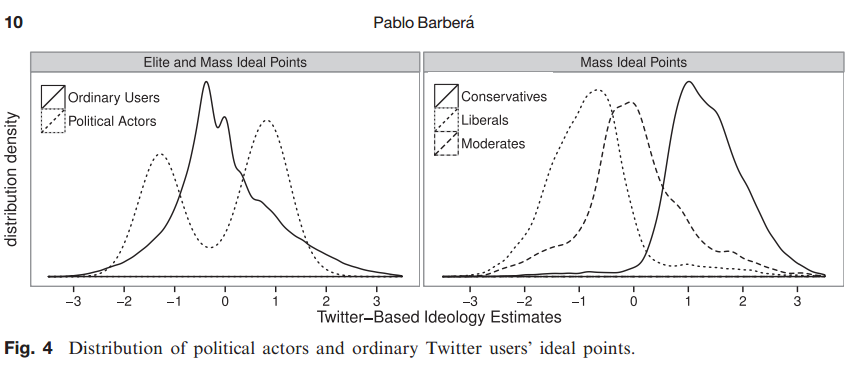 10
Pablo Barberá
Elite and Mass Ideal Points
Mass Ideal Points
Ordinary Users
Political Actors
Conservatives
Liberals
Moderates
distribution density
−3 −2 −1 0 1 2 3
−3 −2 −1 0 1 2 3
Twitter−Based Ideology Estimates
Fig. 4 Distribution of political actors and ordinary Twitter users' ideal points.